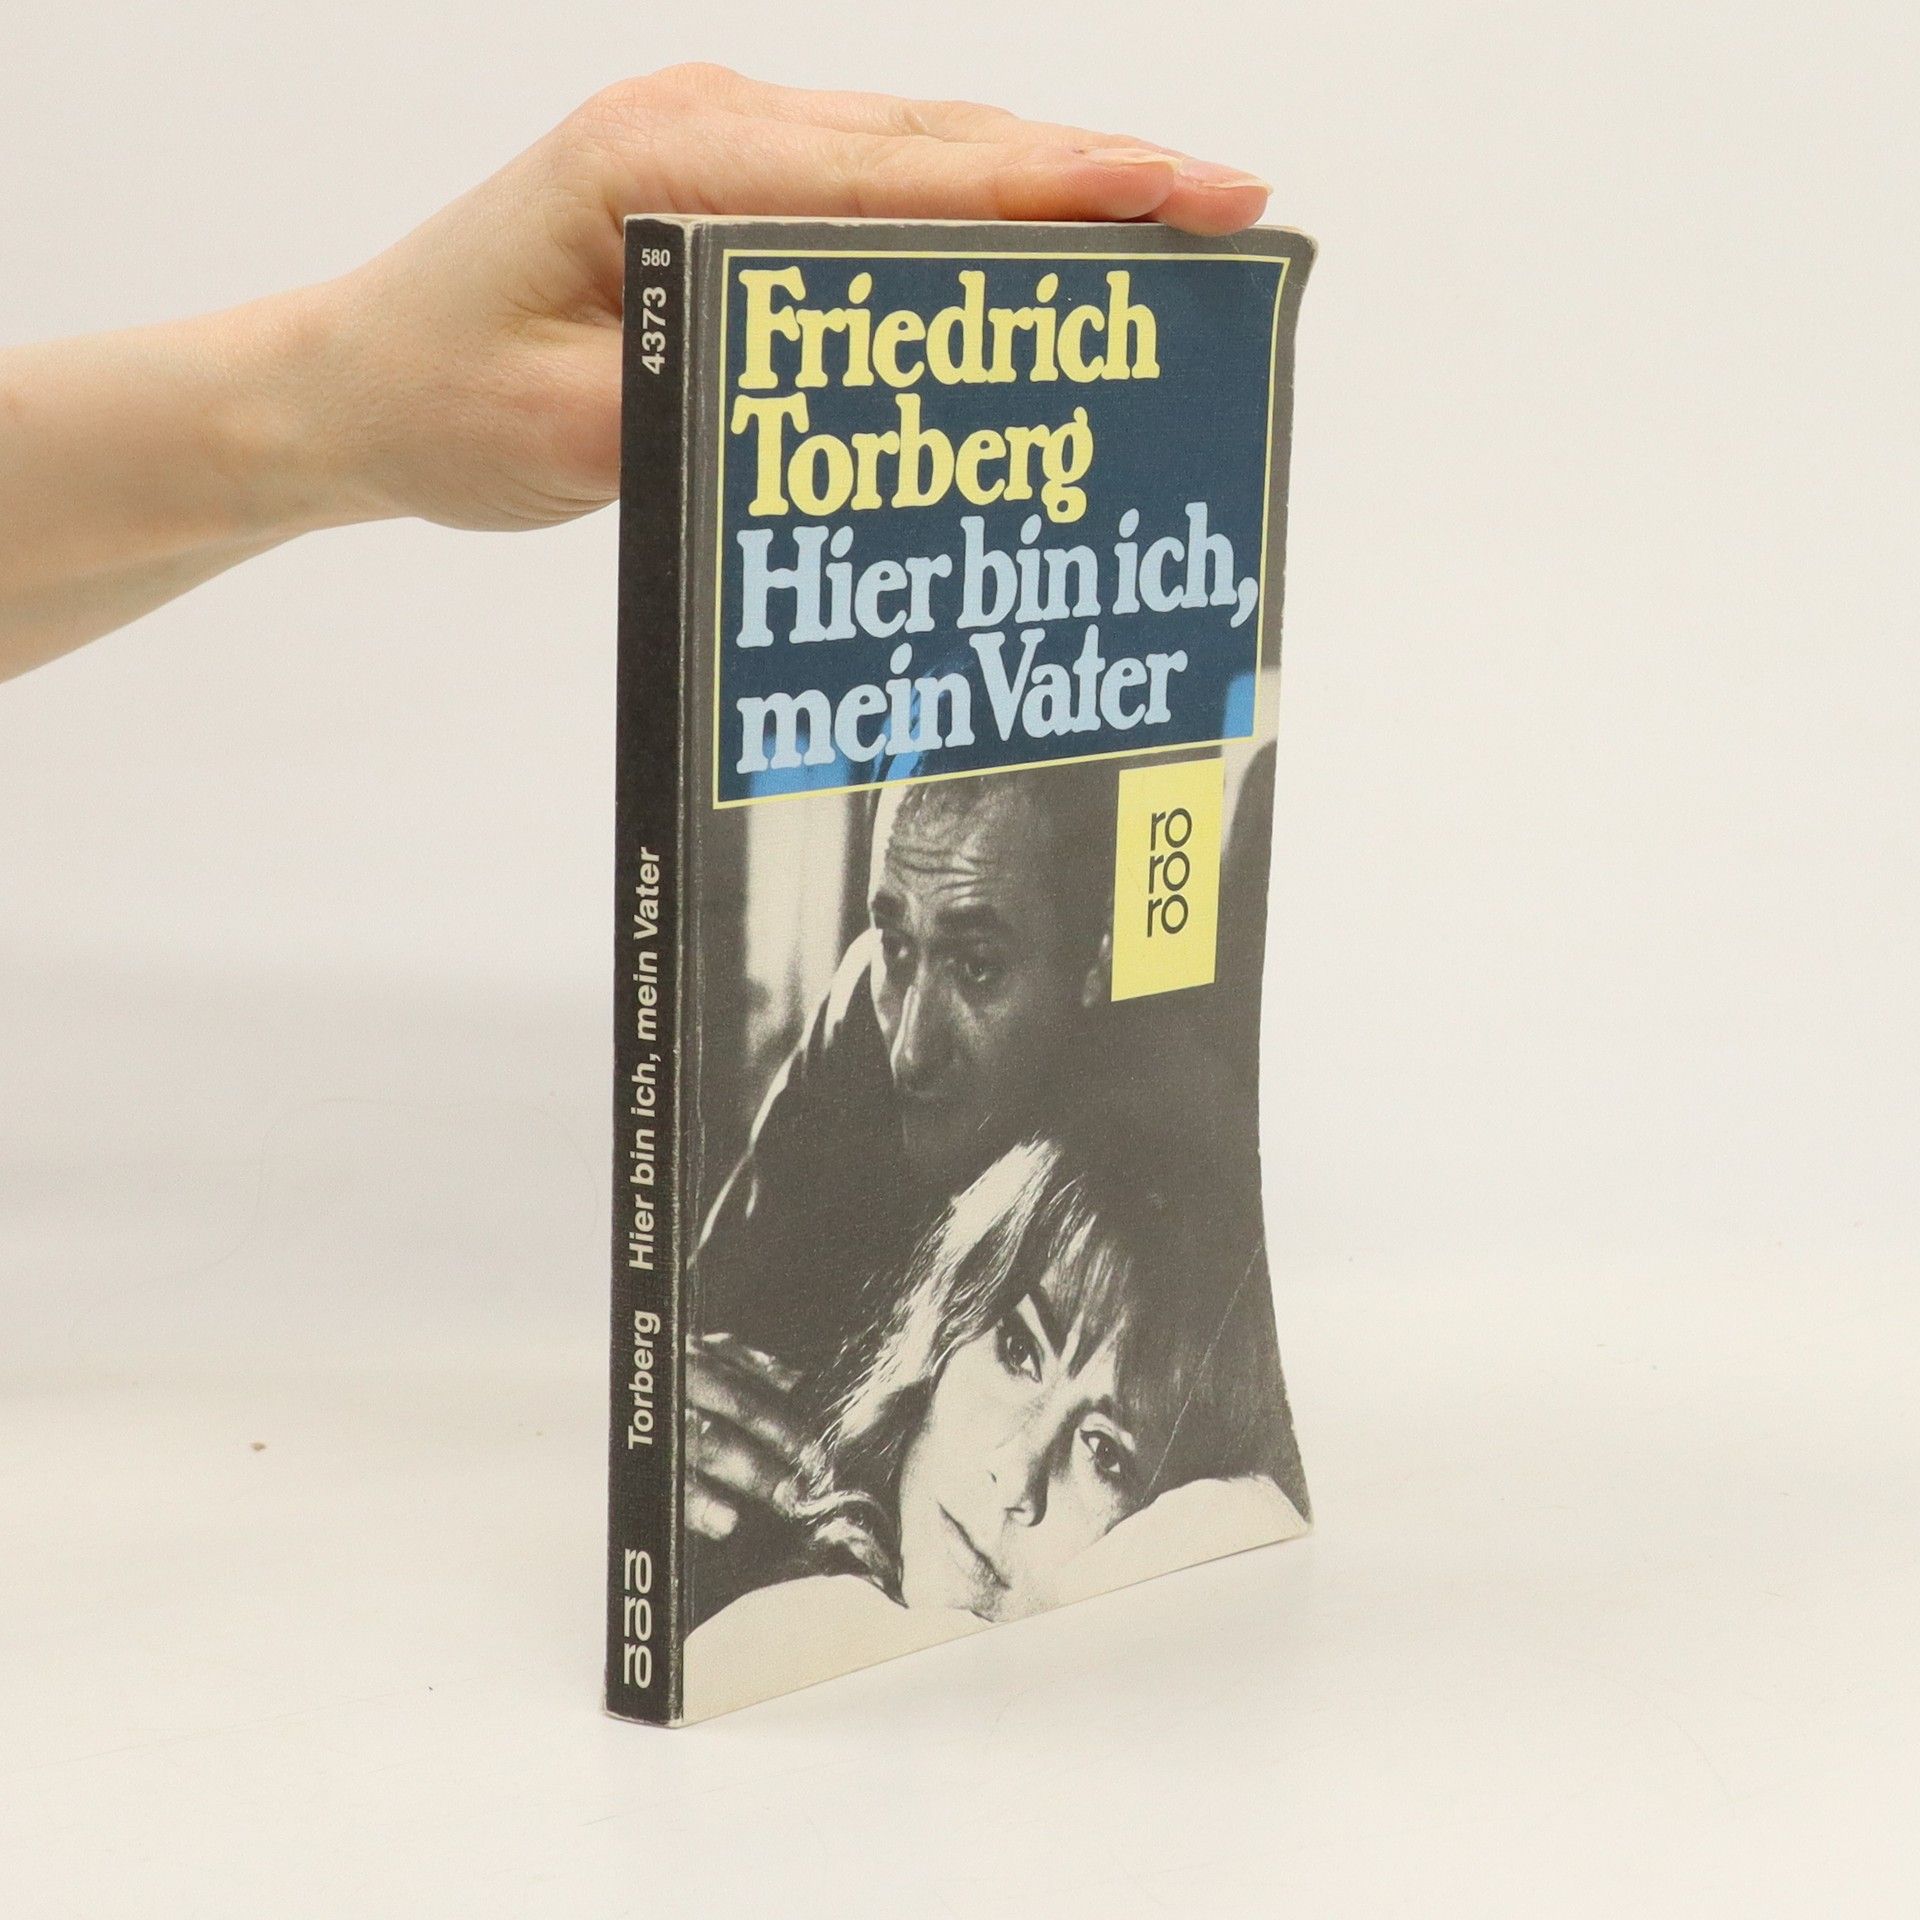 580
4373
Torberg Hier bin ich, mein Vater
ro
ro
ro
Friedrich
Torberg
Hier bin ich,
mein Vater
ro
ro
ro